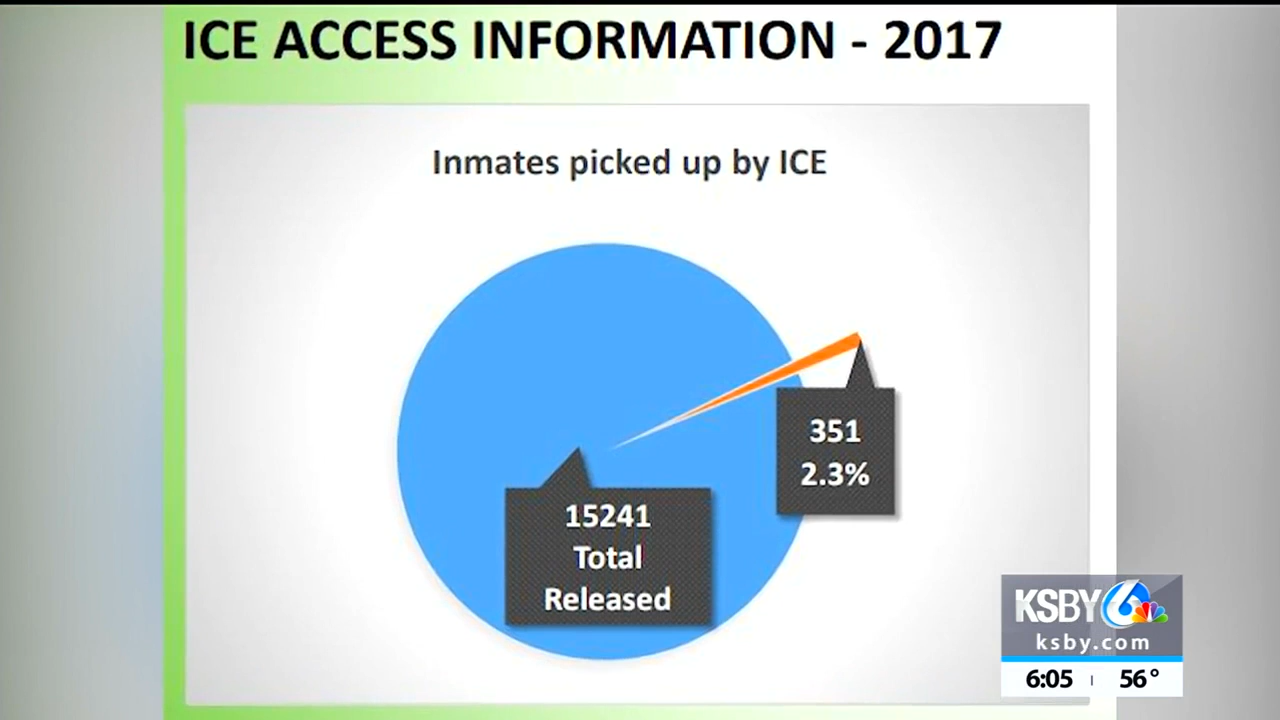 ICE ACCESS INFORMATION - 2017
Inmates picked up by ICE
351
2.3%
15241
Total
Released
KSBY 6
ksby.com
6:05 56°